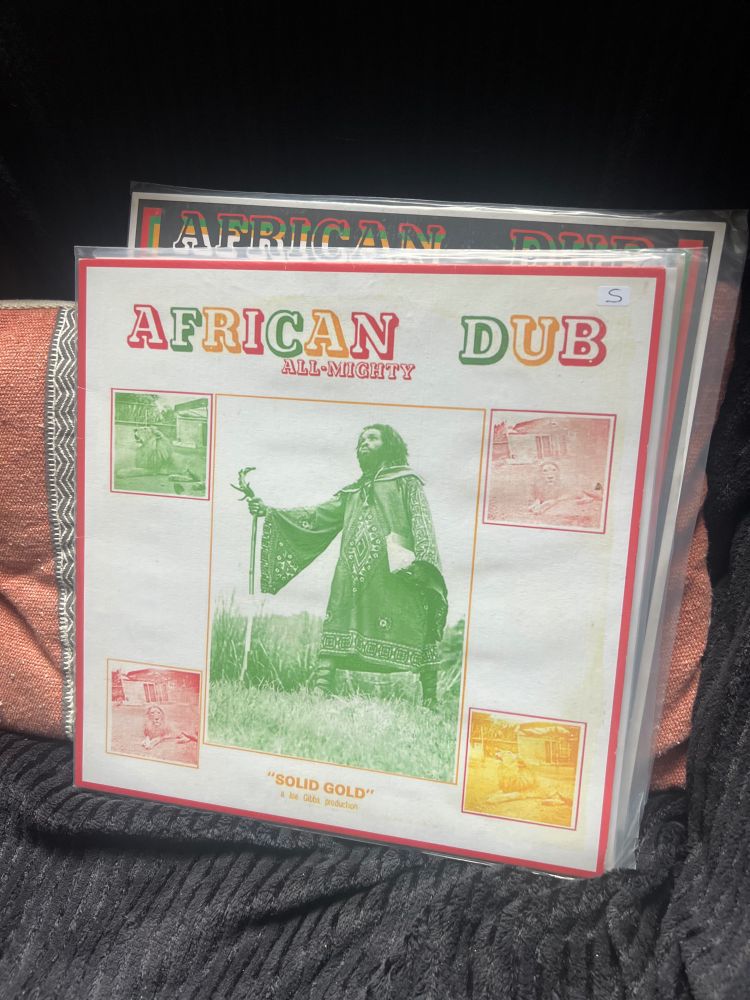 AFRICAN DUB
S
AFRICAN DUB
ALL-MIGHTY
"SOLID GOLD"
a Joe Gibbs production